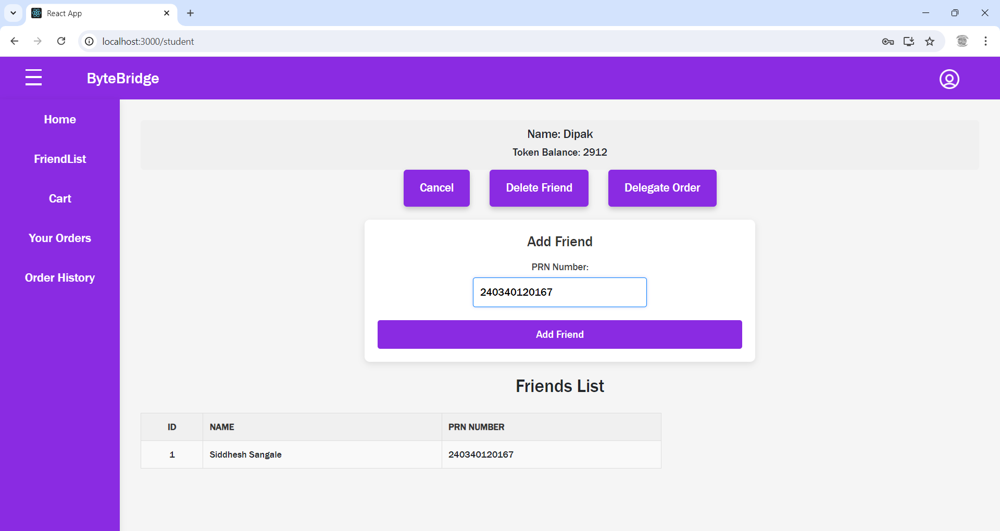 React App
localhost:3000/student
ByteBridge
Home
FriendList
Cart
Your Orders
Order History
Name: Dipak
Token Balance: 2912
Cancel Delete Friend Delegate Order
Add Friend
PRN Number:
240340120167
Add Friend
Friends List
ID NAME PRN NUMBER
1 Siddhesh Sangale 240340120167